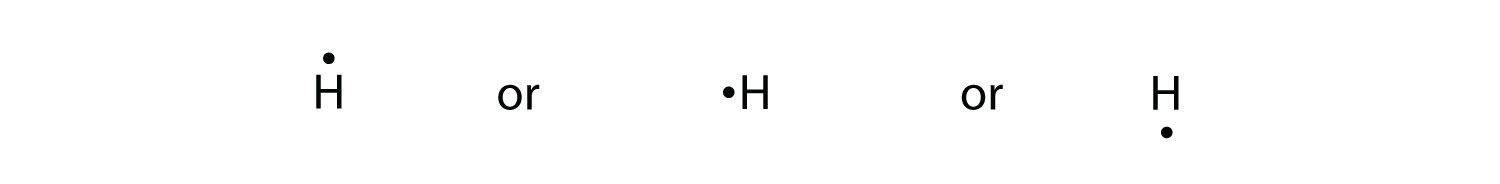 Ḣ or •H or Ḥ